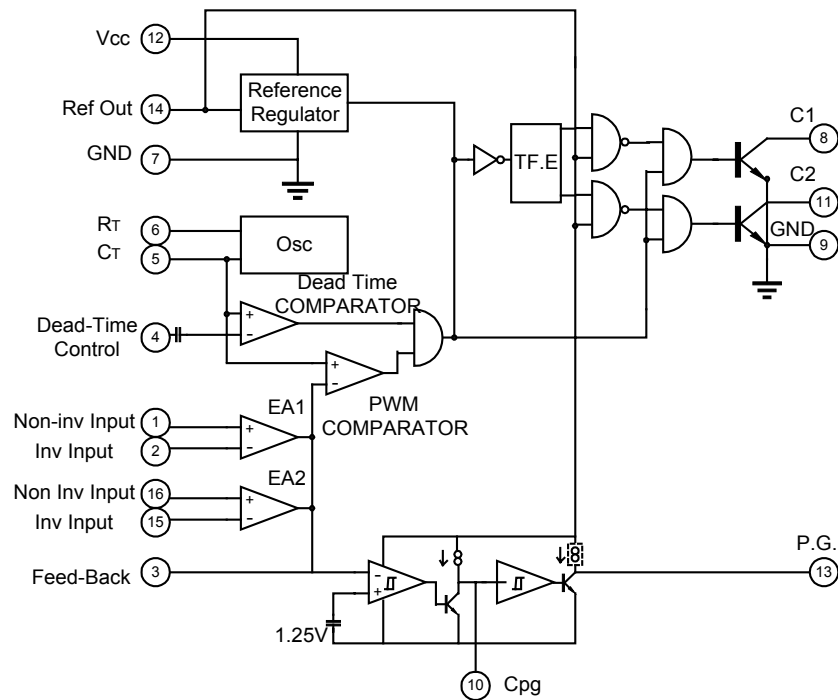 Vcc 12
Reference
Regulator
Ref Out 14
GND 7
TF.E
C1
8
C2
11
GND
9
RT 6
CT 5
Osc
Dead Time
COMPARATOR
+
-
Dead-Time
Control
4
+
-
PWM
COMPARATOR
Non-inv Input 1
Inv Input 2
EA1
+
-
Non Inv Input 16
Inv Input 15
EA2
+
-
Feed-Back 3
-
+
1.25V
P.G.
13
10 Cpg